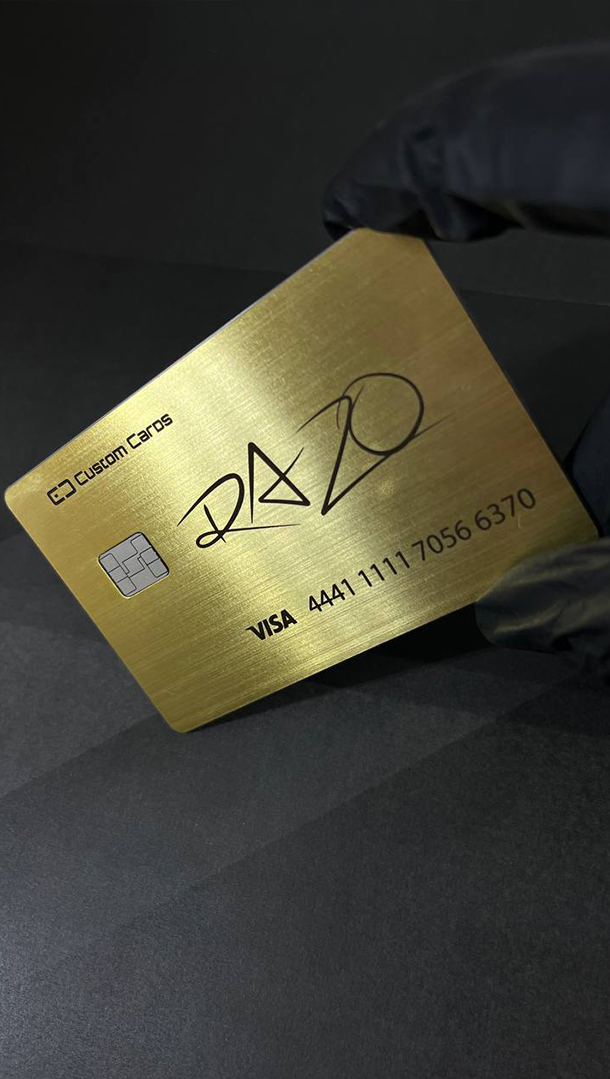 Custom Cards
RAZO
VISA 4441 1111 7056 6370